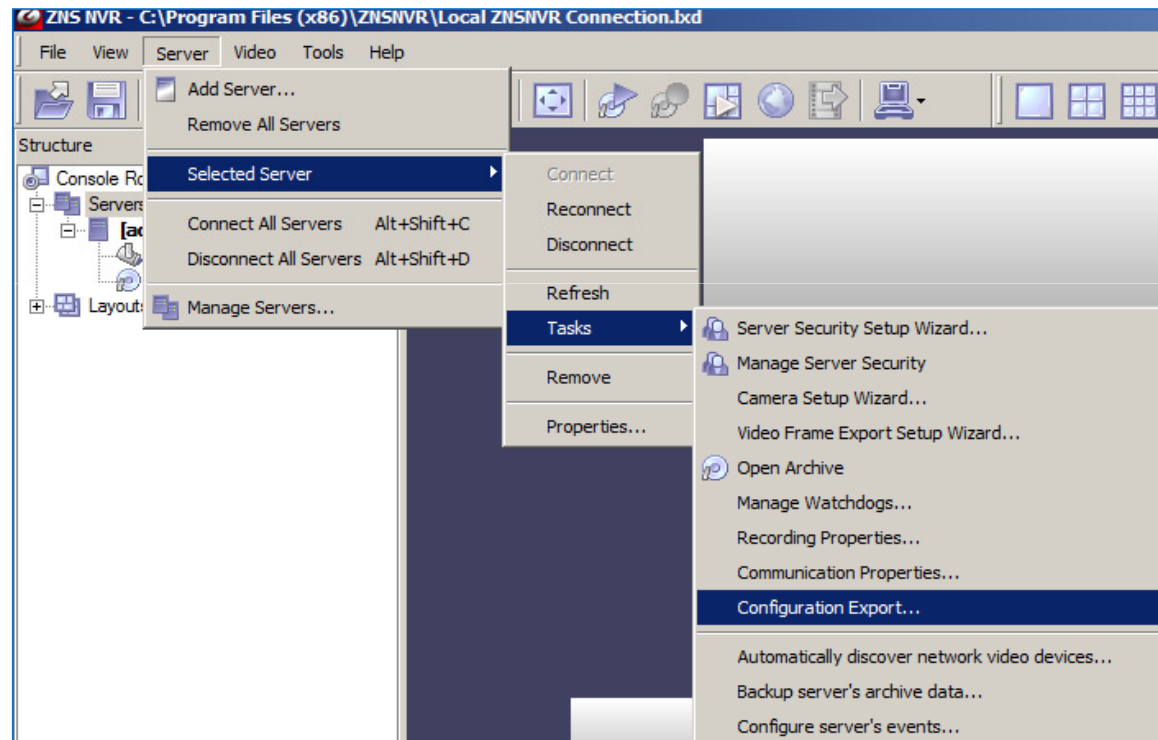 ZNS NVR - C:\Program Files (x86)\ZNSNVR\Local ZNSNVR Connection.lxd
File View Server Video Tools Help
Add Server...
Remove All Servers
Structure
Selected Server
Connect
Console Ro
Servers
Reconnect
Connect All Servers Alt+Shift+C
[ad
Disconnect
Disconnect All Servers Alt+Shift+D
Refresh
Layouts
Manage Servers...
Tasks
Server Security Setup Wizard...
Manage Server Security
Remove
Camera Setup Wizard...
Properties...
Video Frame Export Setup Wizard...
Open Archive
Manage Watchdogs...
Recording Properties...
Communication Properties...
Configuration Export...
Automatically discover network video devices...
Backup server's archive data...
Configure server's events...